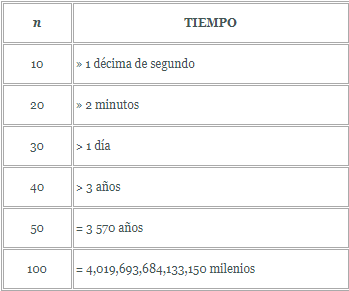 n TIEMPO
10 » 1 décima de segundo
20 » 2 minutos
30 > 1 día
40 > 3 años
50 = 3 570 años
100 = 4,019,693,684,133,150 milenios